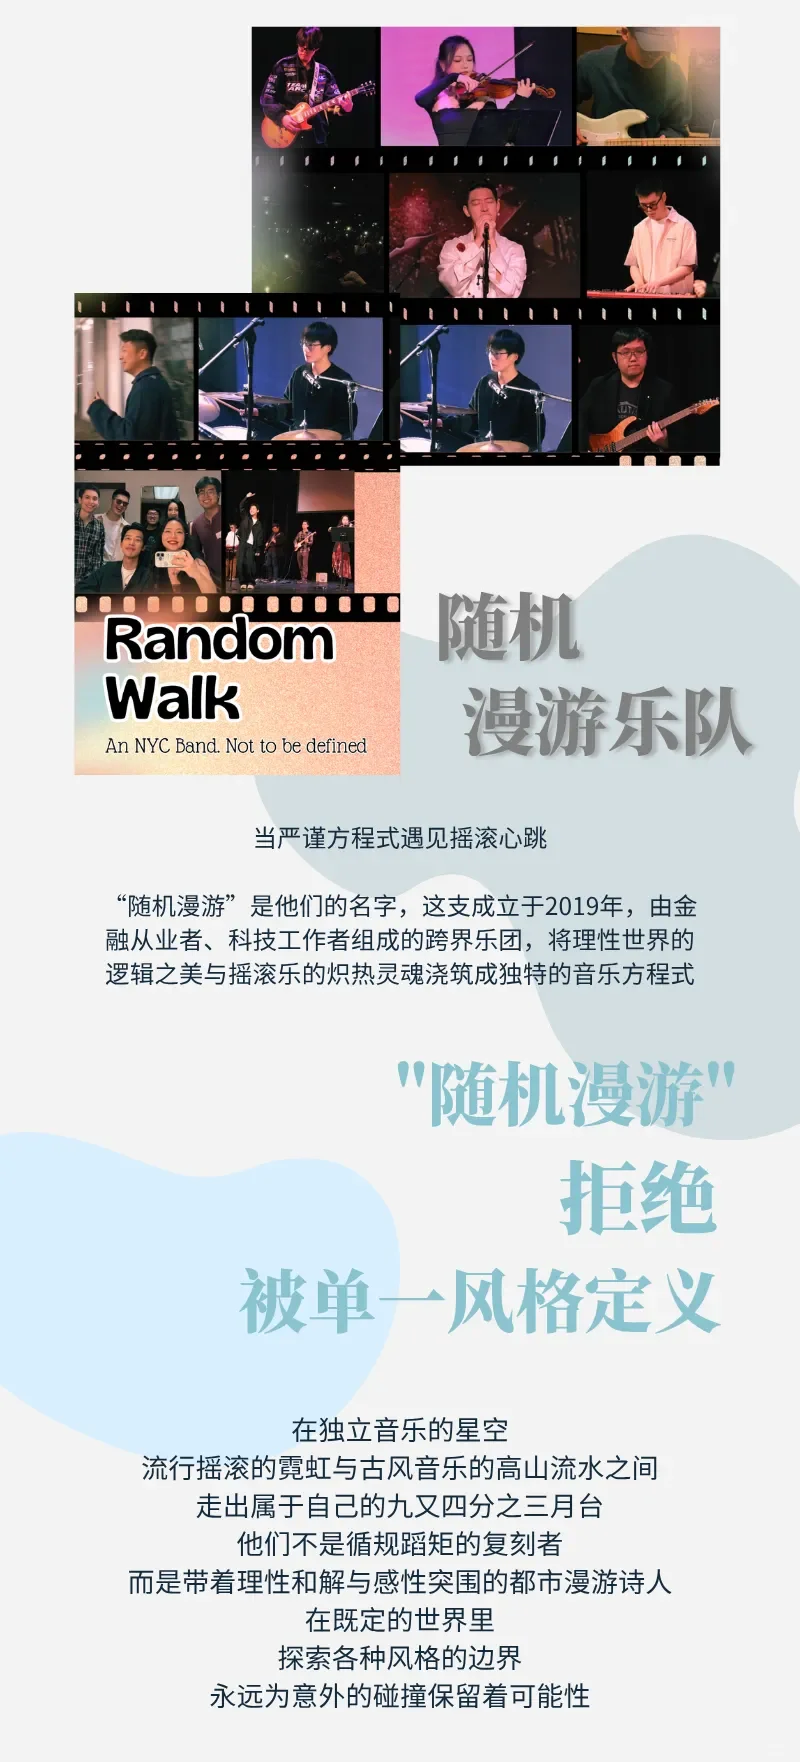 Random
Walk
An NYC Band. Not to be defined
随机
漫游乐队
当严谨方程式遇见摇滚心跳
“随机漫游”是他们的名字，这支成立于2019年，由金
融从业者、科技工作者组成的跨界乐团，将理性世界的
逻辑之美与摇滚乐的炽热灵魂浇筑成独特的音乐方程式
"随机漫游"
拒绝
被单一风格定义
在独立音乐的星空
流行摇滚的霓虹与古风音乐的高山流水之间
走出属于自己的九又四分之三月台
他们不是循规蹈矩的复刻者
而是带着理性和解与感性突围的都市漫游诗人
在既定的世界里
探索各种风格的边界
永远为意外的碰撞保留着可能性